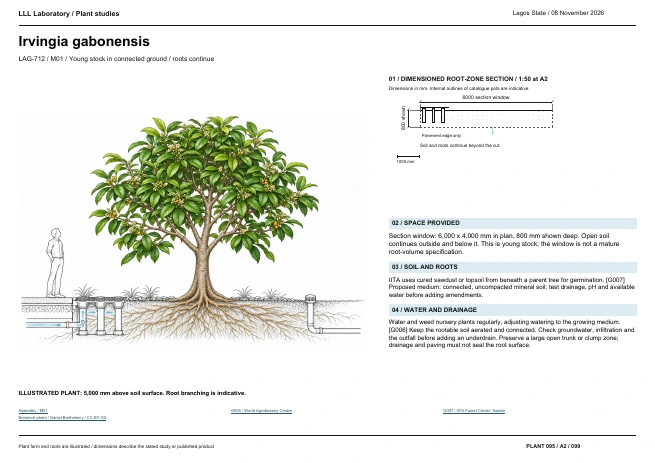 LLL Laboratory / Plant studies
Lagos State / 08 November 2026
Irvingia gabonensis
LAG-712 / M01 / Young stock in connected ground / roots continue
01 / DIMENSIONED ROOT-ZONE SECTION / 1:50 at A2
Dimensions in mm. Internal outlines of catalogue pots are indicative.
6000 section window
800 shown
Pavement edge only
Soil and roots continue beyond the cut.
1000 mm
02 / SPACE PROVIDED
Section window: 6,000 x 4,000 mm in plan, 800 mm shown deep. Open soil
continues outside and below it. This is young stock; the window is not a mature
root-volume specification.
03 / SOIL AND ROOTS
IITA uses cured sawdust or topsoil from beneath a parent tree for germination. [G007]
Proposed medium: connected, uncompacted mineral soil; test drainage, pH and available
water before adding amendments.
04 / WATER AND DRAINAGE
Water and weed nursery plants regularly, adjusting watering to the growing medium.
[G006] Keep the rootable soil aerated and connected. Check groundwater, infiltration and
the outfall before adding an underdrain. Preserve a large open trunk or clump zone;
drainage and paving must not seal the root surface.
ILLUSTRATED PLANT: 5,000 mm above soil surface. Root branching is indicative.
Assembly / M01
G006 / World Agroforestry Centre
G007 / IITA Forest Center, Ibadan
Botanical photo / Daniel Barthelemy / CC-BY-SA
Plant form and roots are illustrated / dimensions describe the stated study or published product
PLANT 095 / A2 / 099